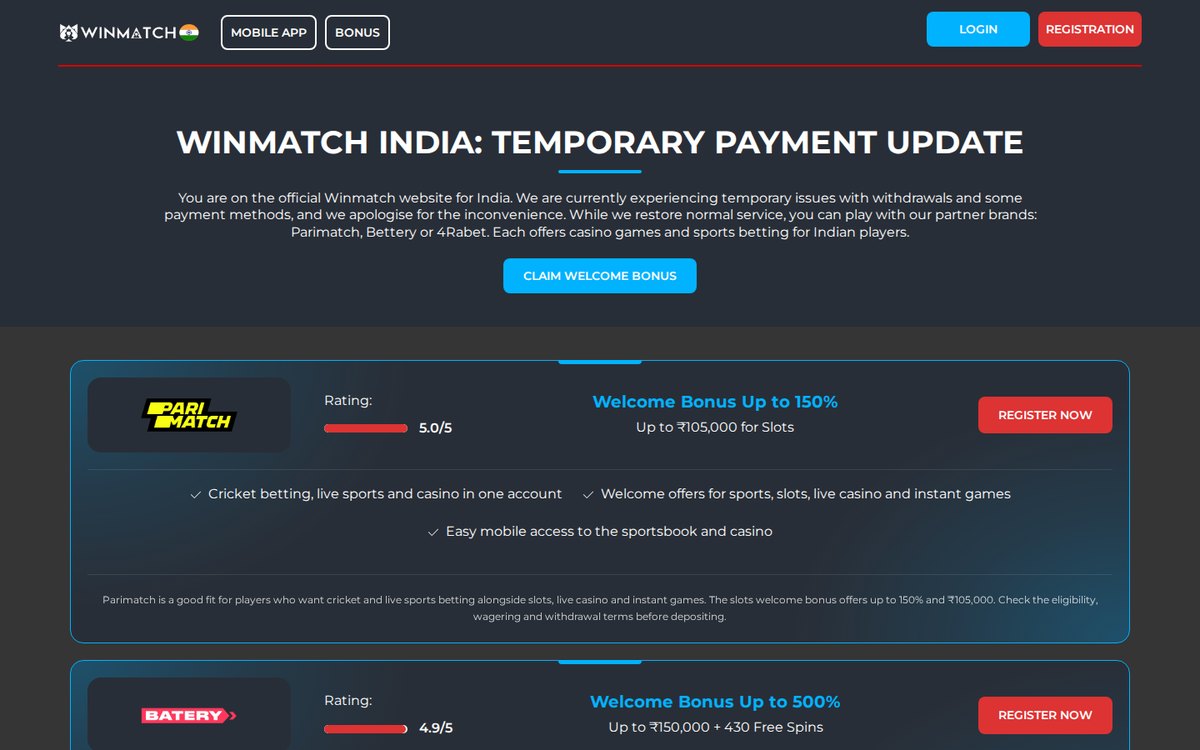 WINMATCH
MOBILE APP
BONUS
LOGIN
REGISTRATION
WINMATCH INDIA: TEMPORARY PAYMENT UPDATE
You are on the official Winmatch website for India. We are currently experiencing temporary issues with withdrawals and some
payment methods, and we apologise for the inconvenience. While we restore normal service, you can play with our partner brands:
Parimatch, Bettery or 4Rabet. Each offers casino games and sports betting for Indian players.
CLAIM WELCOME BONUS
PARI
MATCH
Rating:
5.0/5
Welcome Bonus Up to 150%
Up to ₹105,000 for Slots
REGISTER NOW
Cricket betting, live sports and casino in one account
Welcome offers for sports, slots, live casino and instant games
Easy mobile access to the sportsbook and casino
Parimatch is a good fit for players who want cricket and live sports betting alongside slots, live casino and instant games. The slots welcome bonus offers up to 150% and ₹105,000. Check the eligibility,
wagering and withdrawal terms before depositing.
BATERY
Rating:
4.9/5
Welcome Bonus Up to 500%
Up to ₹150,000 + 430 Free Spins
REGISTER NOW